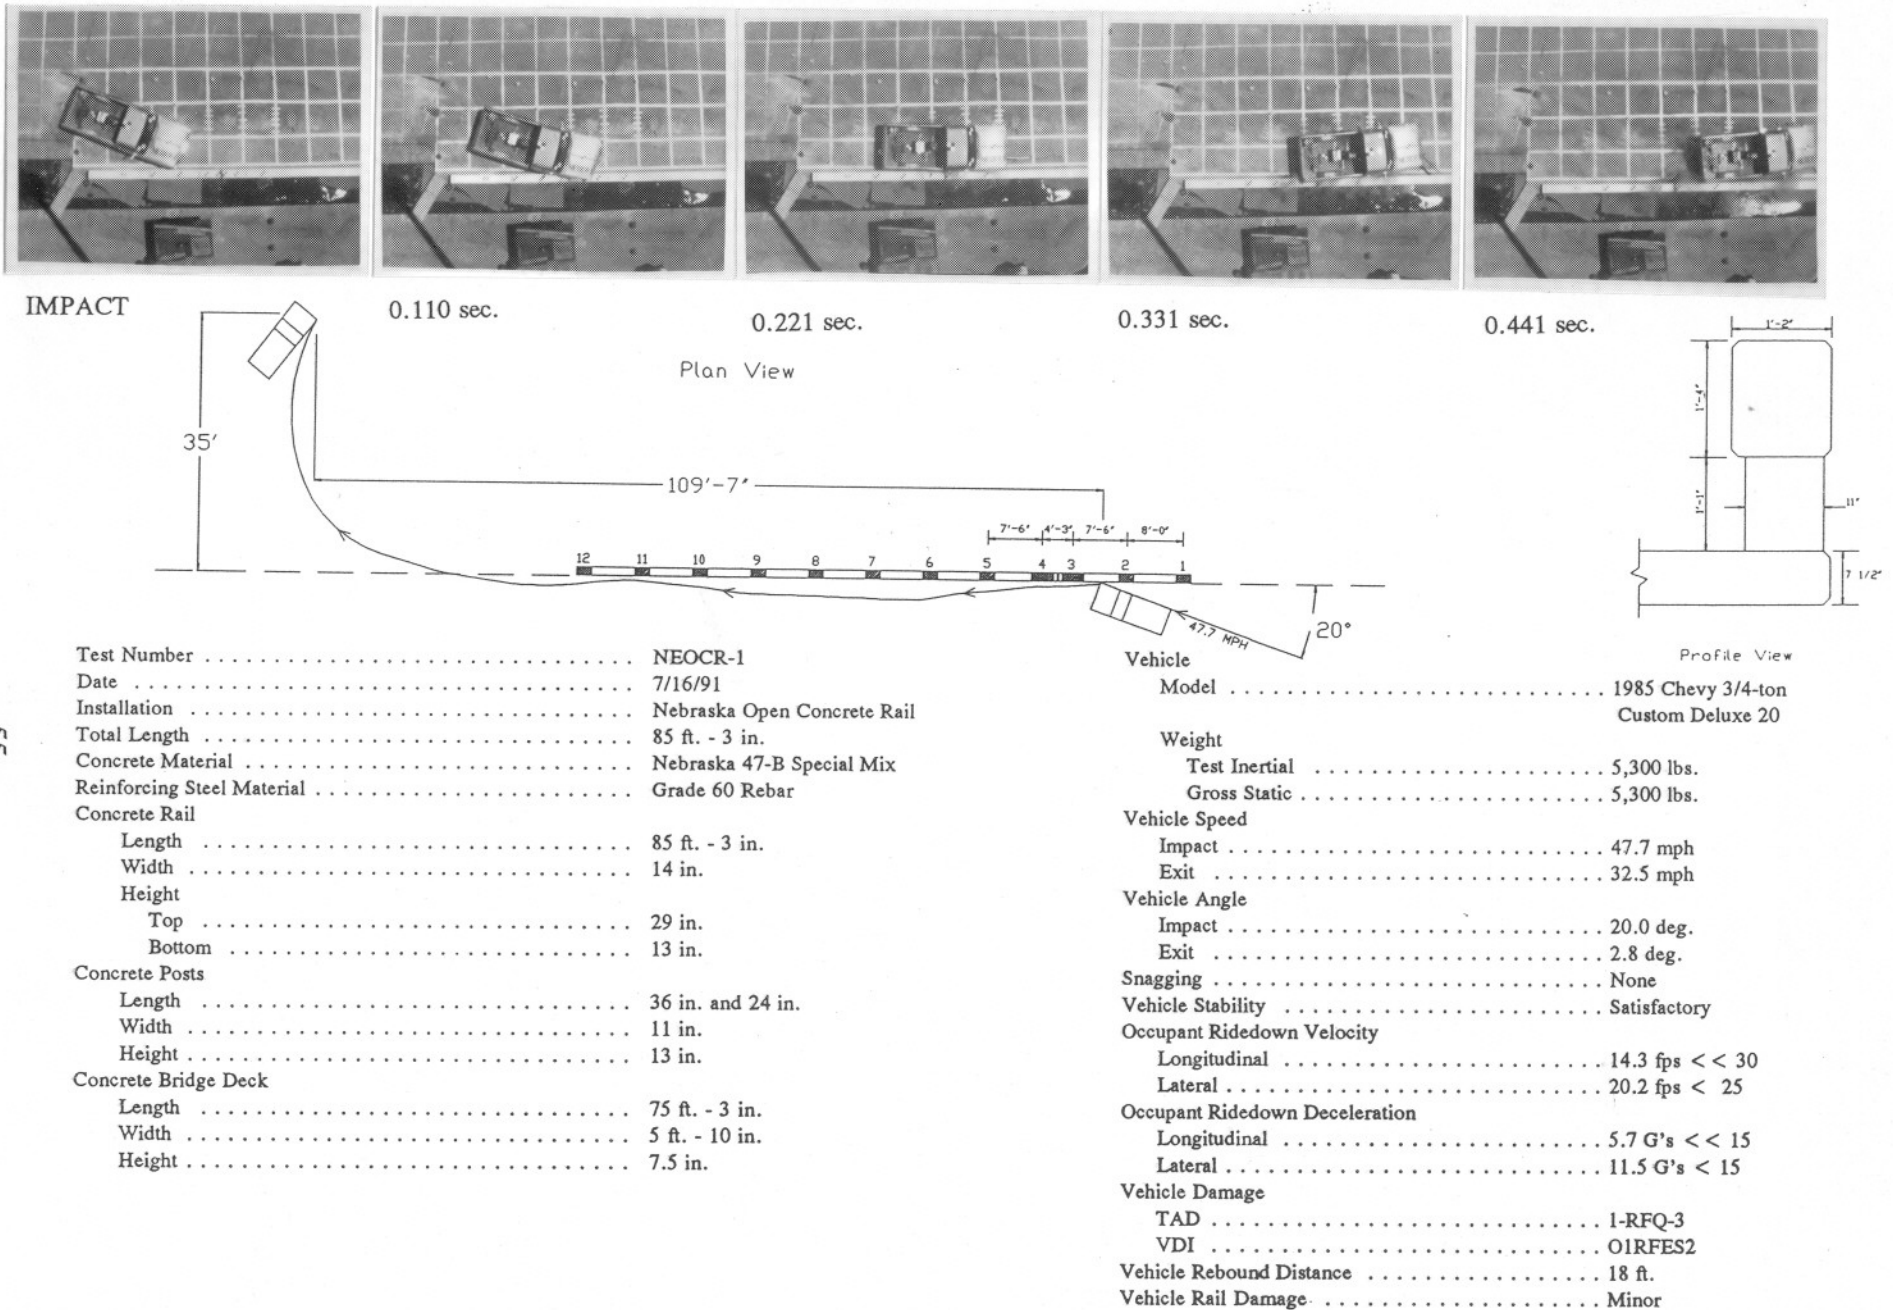 IMPACT
0.110 sec.
0.221 sec.
0.331 sec.
0.441 sec.
Plan View
35'
109'-7"
7'-6" 4'-3" 7'-6" 8'-0"
12 11 10 9 8 7 6 5 4 3 2 1
47.7 MPH
20°
1'-2"
1'-4"
1'-1"
11"
7 1/2"
Profile View
Test Number . . . . . NEOCR-1
Date . . . . . 7/16/91
Installation . . . . . Nebraska Open Concrete Rail
Total Length . . . . . 85 ft. - 3 in.
Concrete Material . . . . . Nebraska 47-B Special Mix
Reinforcing Steel Material . . . . . Grade 60 Rebar
Concrete Rail
Length . . . . . 85 ft. - 3 in.
Width . . . . . 14 in.
Height
Top . . . . . 29 in.
Bottom . . . . . 13 in.
Concrete Posts
Length . . . . . 36 in. and 24 in.
Width . . . . . 11 in.
Height . . . . . 13 in.
Concrete Bridge Deck
Length . . . . . 75 ft. - 3 in.
Width . . . . . 5 ft. - 10 in.
Height . . . . . 7.5 in.
Vehicle
Model . . . . . 1985 Chevy 3/4-ton
Custom Deluxe 20
Weight
Test Inertial . . . . . 5,300 lbs.
Gross Static . . . . . 5,300 lbs.
Vehicle Speed
Impact . . . . . 47.7 mph
Exit . . . . . 32.5 mph
Vehicle Angle
Impact . . . . . 20.0 deg.
Exit . . . . . 2.8 deg.
Snagging . . . . . None
Vehicle Stability . . . . . Satisfactory
Occupant Ridedown Velocity
Longitudinal . . . . . 14.3 fps < < 30
Lateral . . . . . 20.2 fps < 25
Occupant Ridedown Deceleration
Longitudinal . . . . . 5.7 G's < < 15
Lateral . . . . . 11.5 G's < 15
Vehicle Damage
TAD . . . . . 1-RFQ-3
VDI . . . . . O1RFES2
Vehicle Rebound Distance . . . . . 18 ft.
Vehicle Rail Damage . . . . . Minor